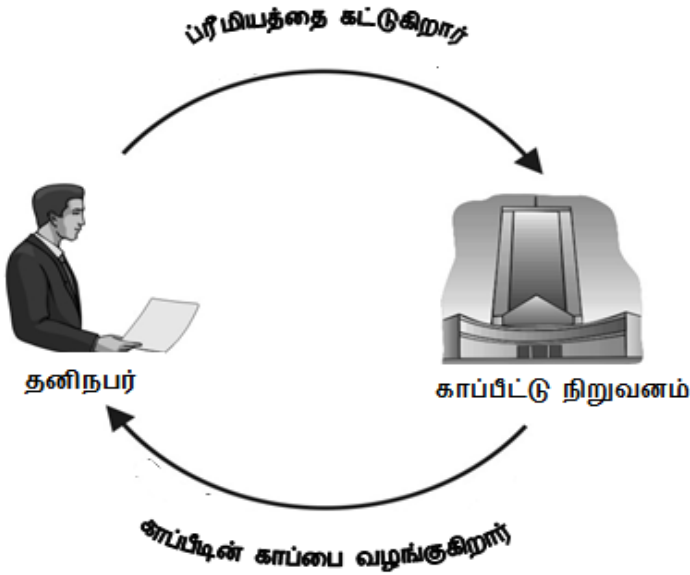 ப்ரீமியத்தை கட்டுகிறார்
தனிநபர்
காப்பீட்டு நிறுவனம்
காப்பீடின் காப்பை வழங்குகிறார்